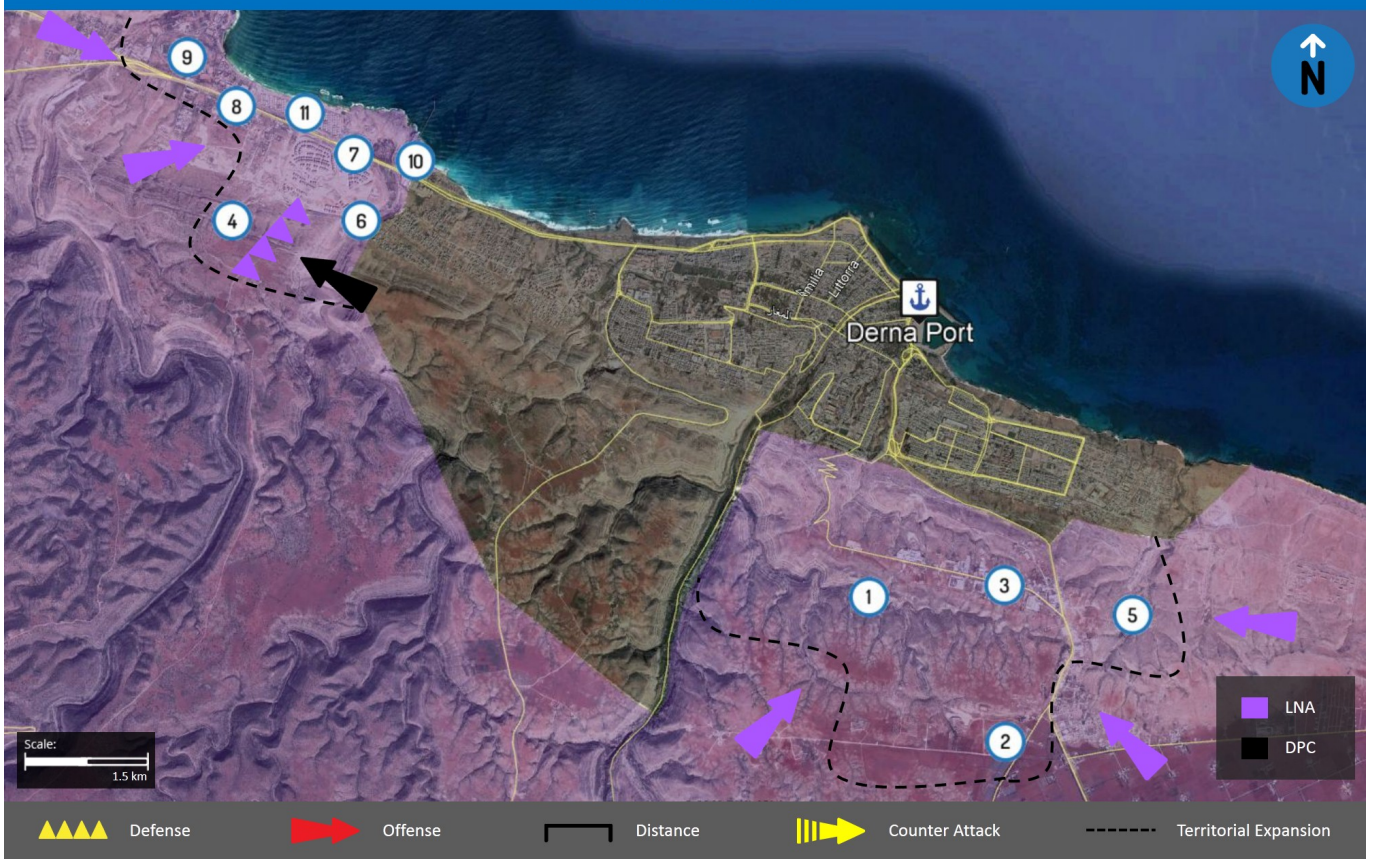 N
9
8
11
7
10
4
6
Littorra
Derna Port
1
3
5
2
LNA
DPC
Scale:
1.5 km
Defense
Offense
Distance
Counter Attack
Territorial Expansion